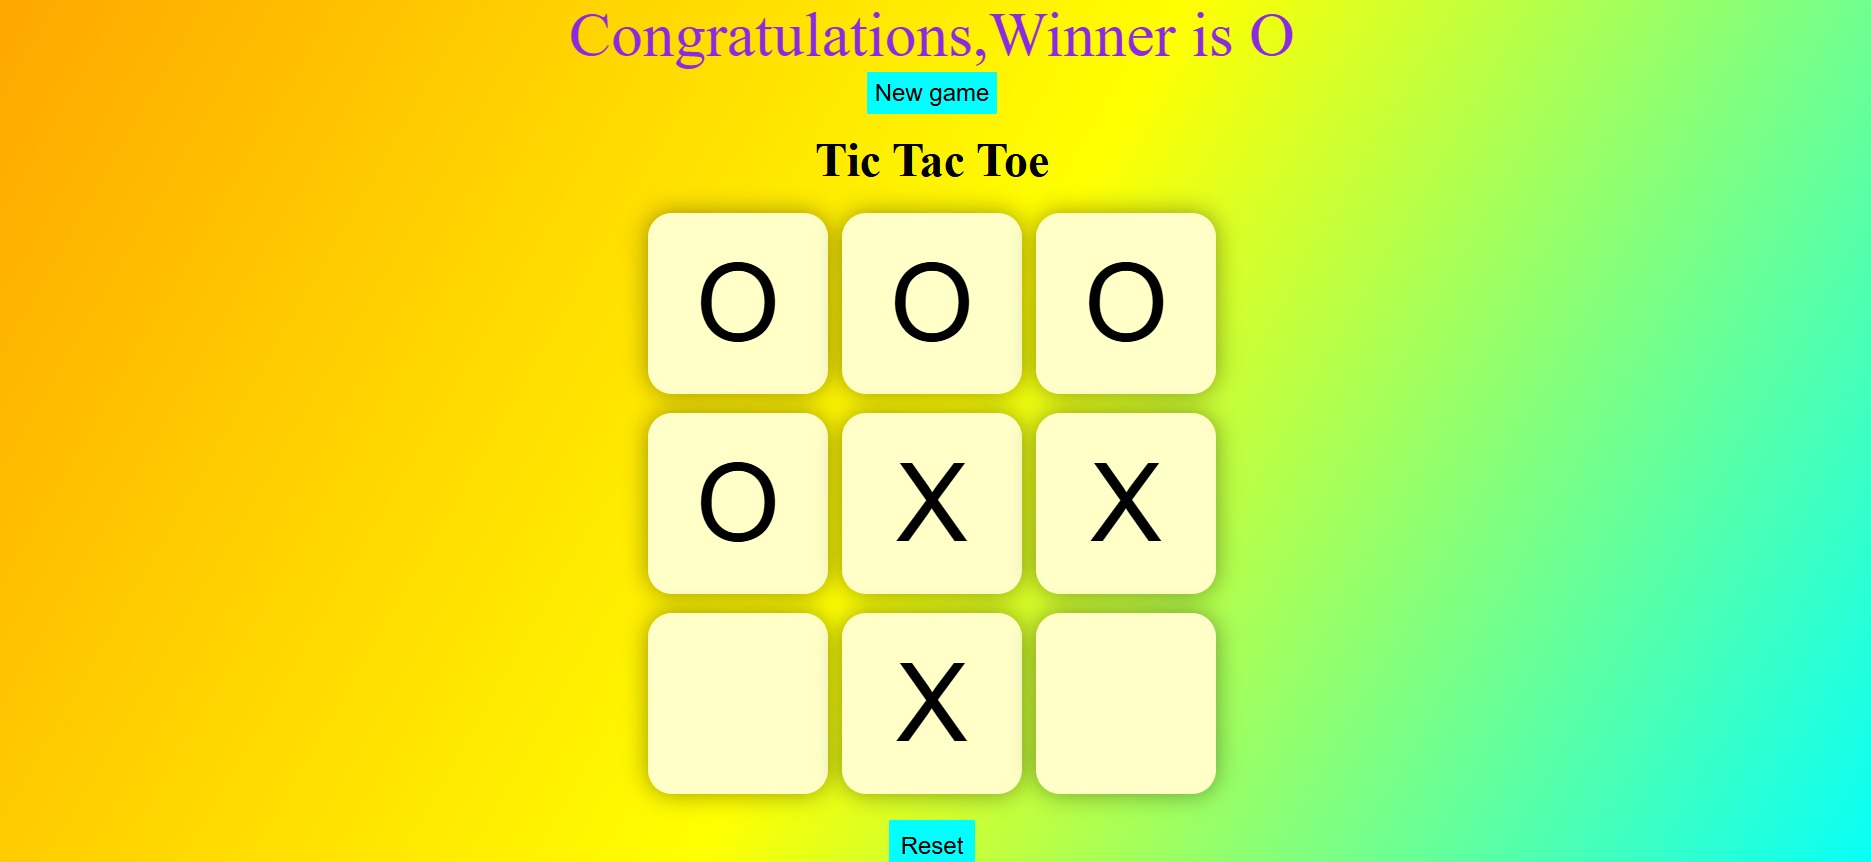 Congratulations,Winner is O
New game
Tic Tac Toe
O O O
O X X
X
Reset